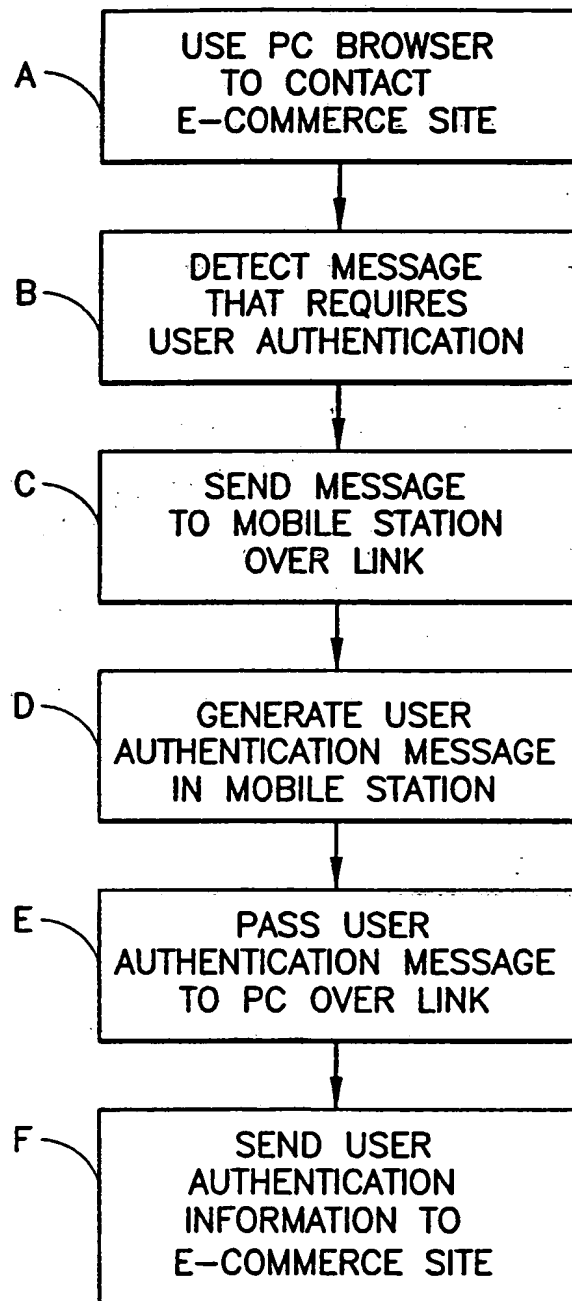 A
USE PC BROWSER
TO CONTACT
E-COMMERCE SITE
B
DETECT MESSAGE
THAT REQUIRES
USER AUTHENTICATION
C
SEND MESSAGE
TO MOBILE STATION
OVER LINK
D
GENERATE USER
AUTHENTICATION MESSAGE
IN MOBILE STATION
E
PASS USER
AUTHENTICATION MESSAGE
TO PC OVER LINK
F
SEND USER
AUTHENTICATION
INFORMATION TO
E-COMMERCE SITE